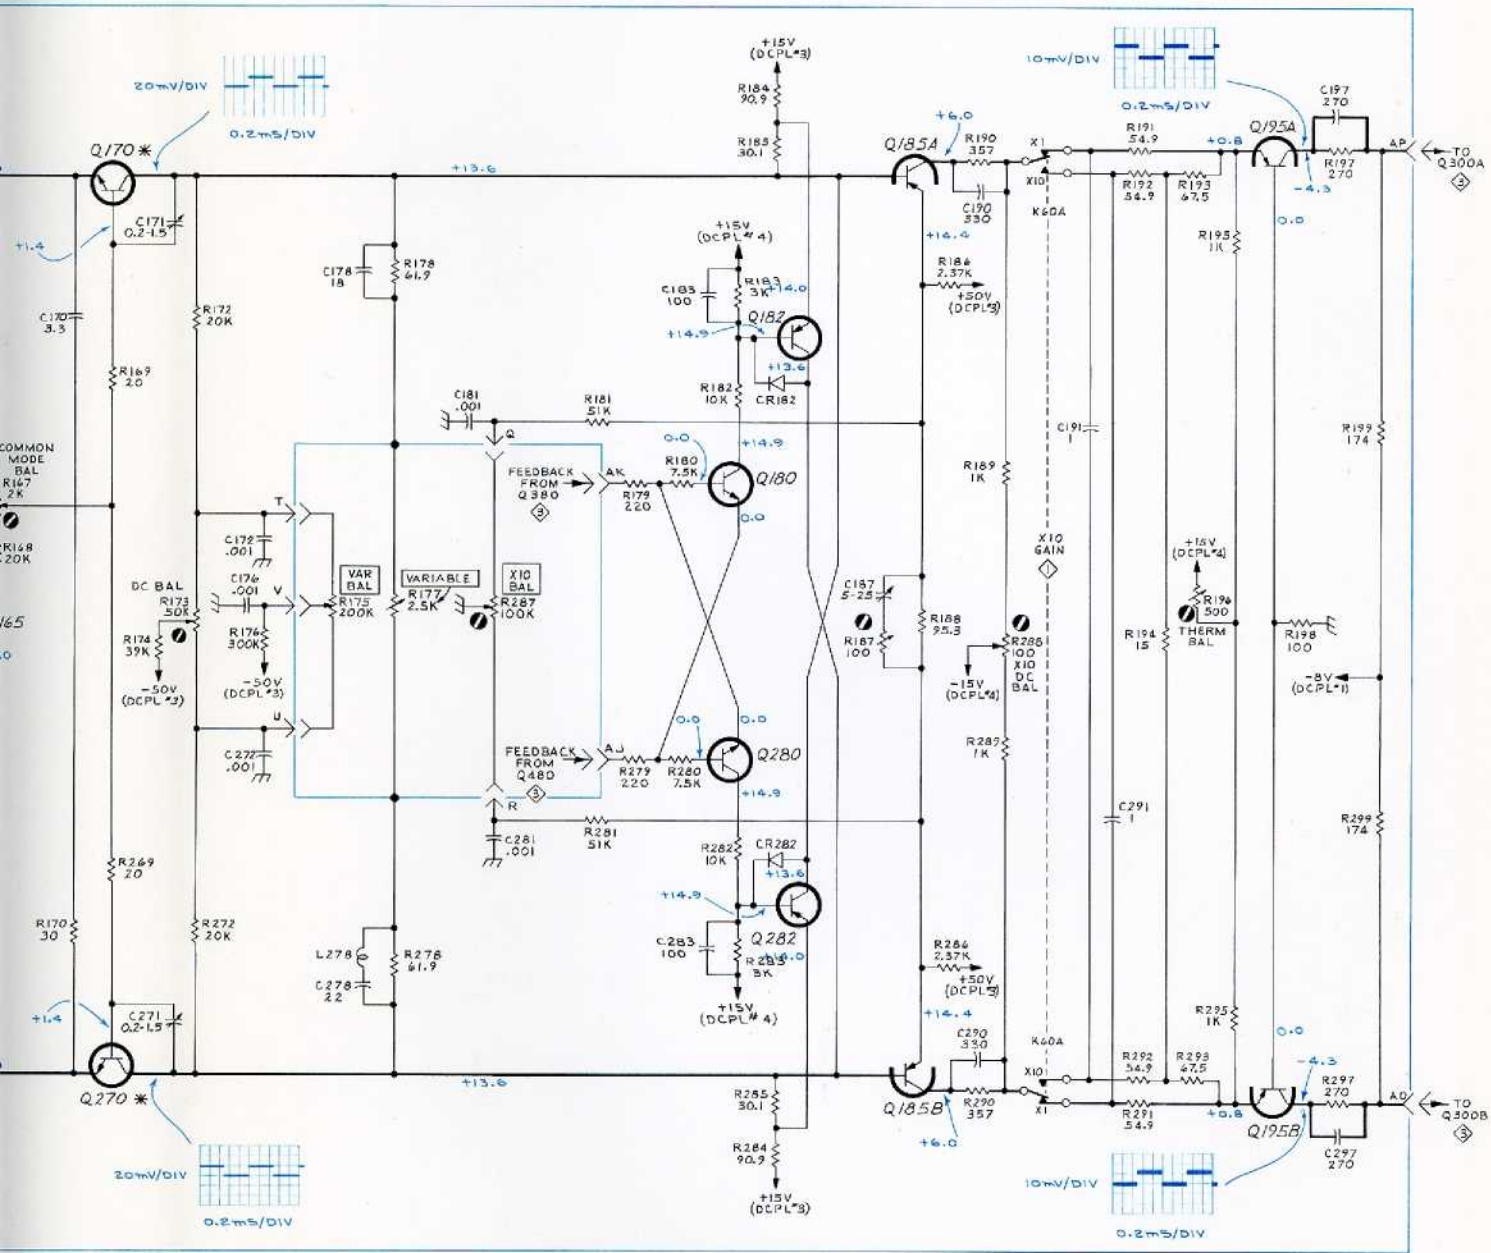 20mV/DIV
0.2mS/DIV
Q170 *
C171
0.2-1.5
+1.4
C170
3.3
R169
20
R172
20K
COMMON
MODE
BAL
R167
2K
R168
20K
165
DC BAL
R173
50K
R174
39K
-50V
(DCPL#3)
C172
.001
C176
.001
R176
300K
-50V
(DCPL#3)
C272
.001
T
V
U
VAR
BAL
R175
200K
VARIABLE
R177
2.5K
X10
BAL
R287
100K
+13.6
C178
18
R178
61.9
C181
.001
Q
R181
51K
FEEDBACK
FROM
Q380
3
AK
R179
220
R180
7.5K
0.0
Q180
0.0
+14.9
R182
10K
C183
100
R183
3K
+15V
(DCPL#4)
+14.0
Q182
+14.9
+13.6
CR182
+15V
(DCPL#3)
R184
90.9
R185
30.1
Q185A
+6.0
R190
357
C190
330
+14.4
R186
2.37K
+50V
(DCPL#3)
X1
X10
K60A
R191
54.9
R192
54.9
R193
67.5
+0.8
10mV/DIV
0.2mS/DIV
Q195A
C197
270
R197
270
-4.3
0.0
AP
TO
Q300A
3
R195
1K
C191
1
R189
1K
R199
174
X10
GAIN
1
C187
5-25
R187
100
R188
95.3
R288
100
X10
DC
BAL
-15V
(DCPL#4)
R194
15
+15V
(DCPL#4)
R196
500
THERM
BAL
R198
100
-8V
(DCPL#1)
R289
1K
C291
1
R299
174
FEEDBACK
FROM
Q480
3
AJ
R279
220
R280
7.5K
0.0
0.0
Q280
+14.9
R
C281
.001
R281
51K
R282
10K
CR282
+13.6
+14.9
Q282
C283
100
R283
3K
+14.0
+15V
(DCPL#4)
R269
20
R170
30
R272
20K
L278
C278
22
R278
61.9
R286
2.37K
+50V
(DCPL#3)
+14.4
R295
1K
+1.4
C271
0.2-1.5
Q270 *
+13.6
R285
30.1
R284
90.9
+15V
(DCPL#3)
Q185B
C290
330
R290
357
+6.0
K60A
X10
X1
R292
54.9
R293
67.5
R291
54.9
+0.8
0.0
-4.3
Q195B
R297
270
C297
270
TO
Q300B
3
20mV/DIV
0.2mS/DIV
10mV/DIV
0.2mS/DIV